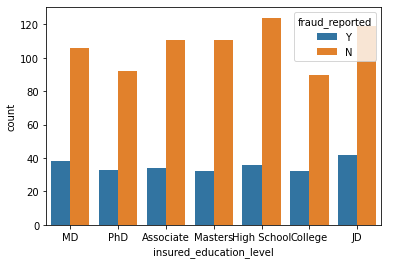 fraud_reported
Y
N
120
100
80
60
40
20
0
count
MD PhD Associate Masters High School College JD
insured_education_level